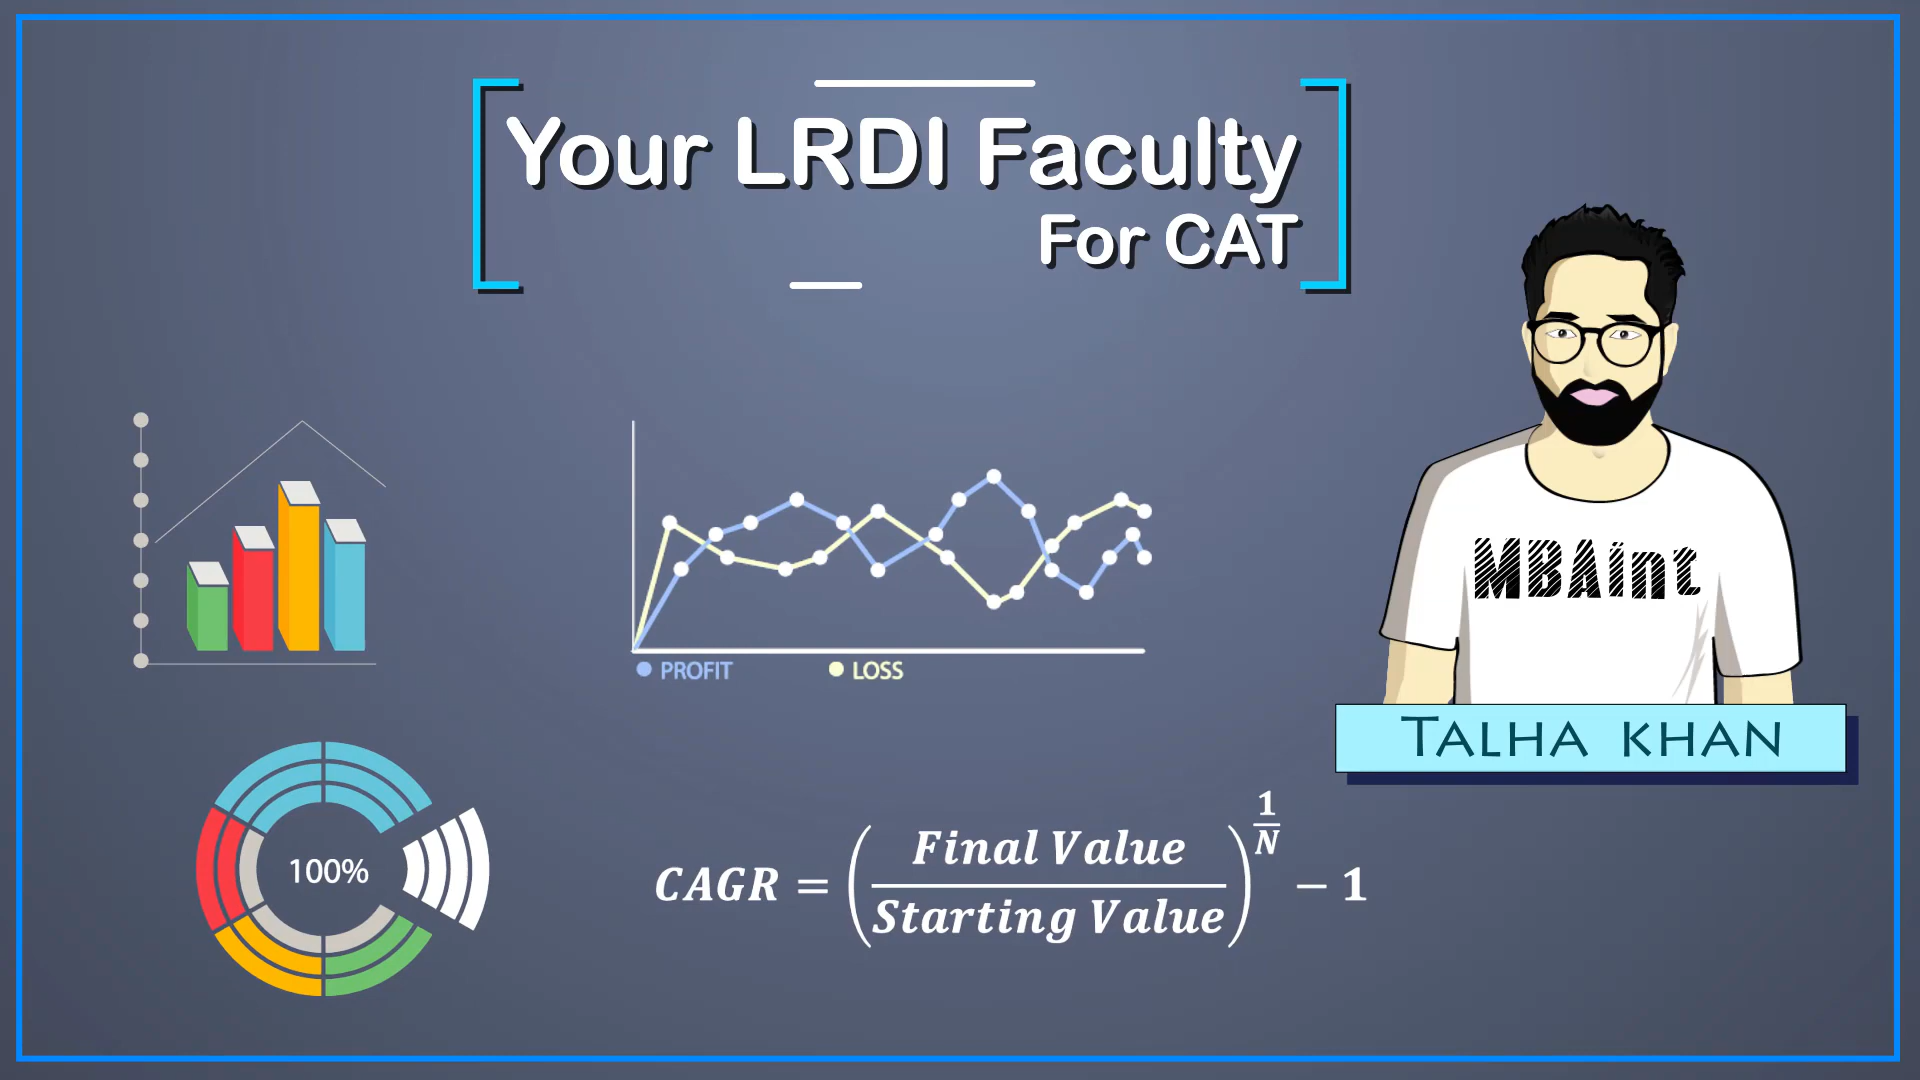 Your LRDI Faculty
For CAT
MBAint
PROFIT
LOSS
TALHA KHAN
100%
CAGR = (Final Value / Starting Value)^(1/N) − 1